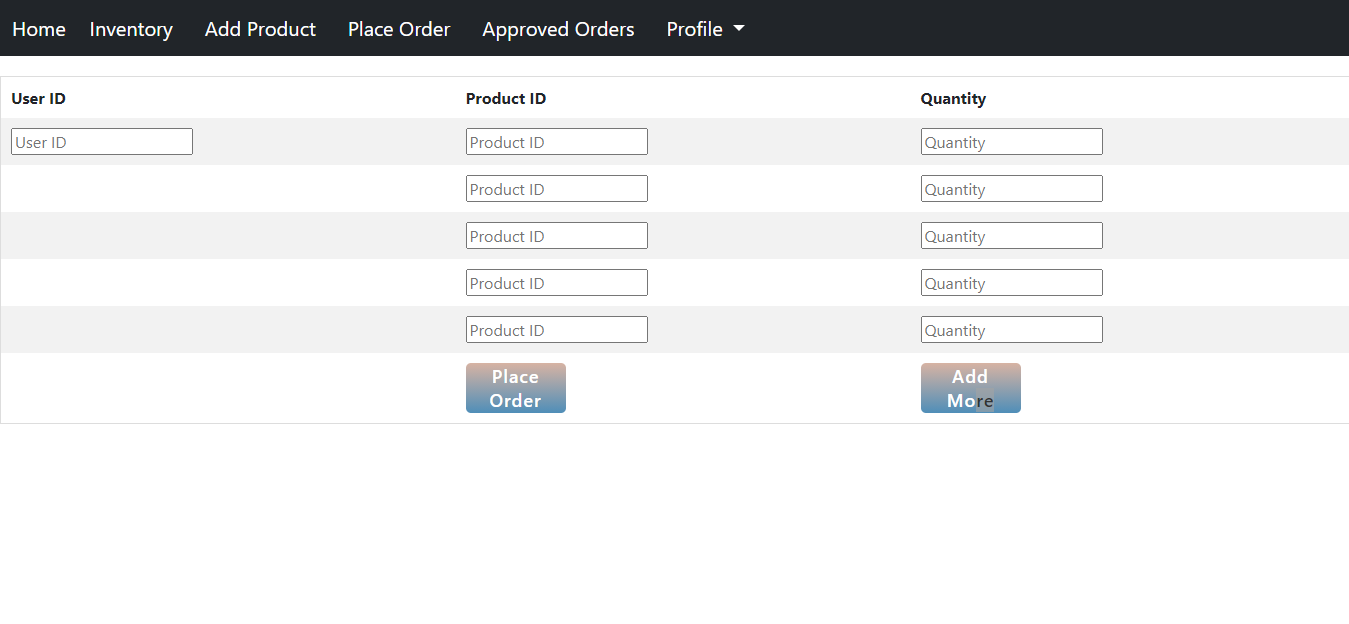 Home Inventory Add Product Place Order Approved Orders Profile
User ID Product ID Quantity
User ID Product ID Quantity
Product ID Quantity
Product ID Quantity
Product ID Quantity
Product ID Quantity
Place
Order
Add
More